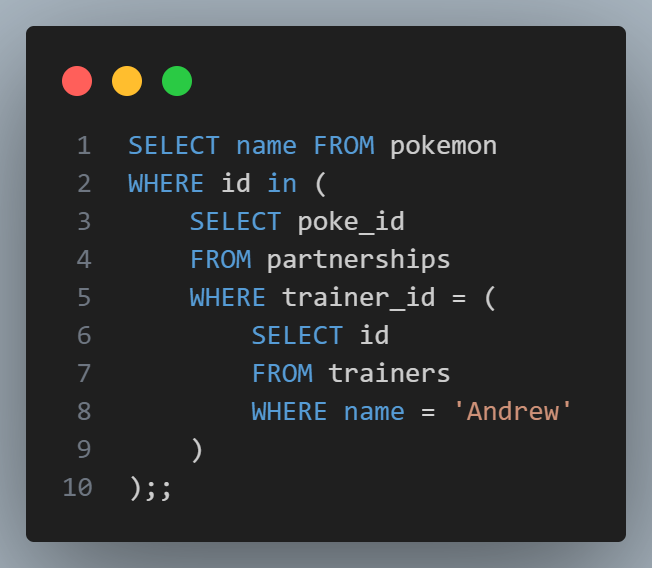 1 SELECT name FROM pokemon
2 WHERE id in (
3     SELECT poke_id
4     FROM partnerships
5     WHERE trainer_id = (
6         SELECT id
7         FROM trainers
8         WHERE name = 'Andrew'
9     )
10 );;